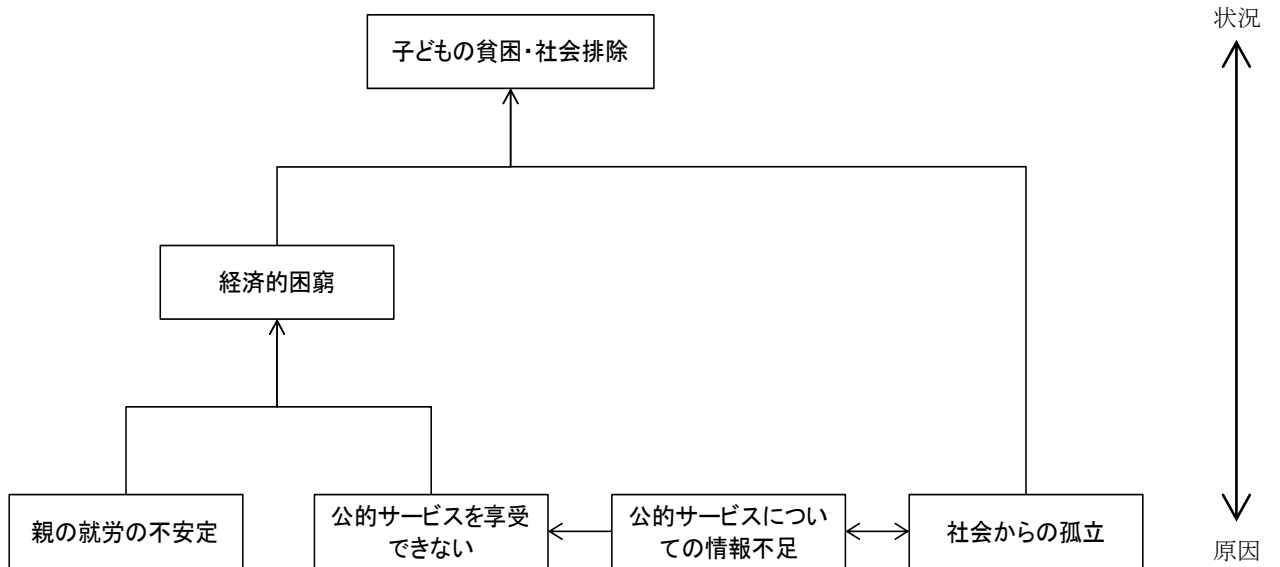 状況
子どもの貧困・社会排除
経済的困窮
親の就労の不安定
公的サービスを享受
できない
公的サービスについ
ての情報不足
社会からの孤立
原因